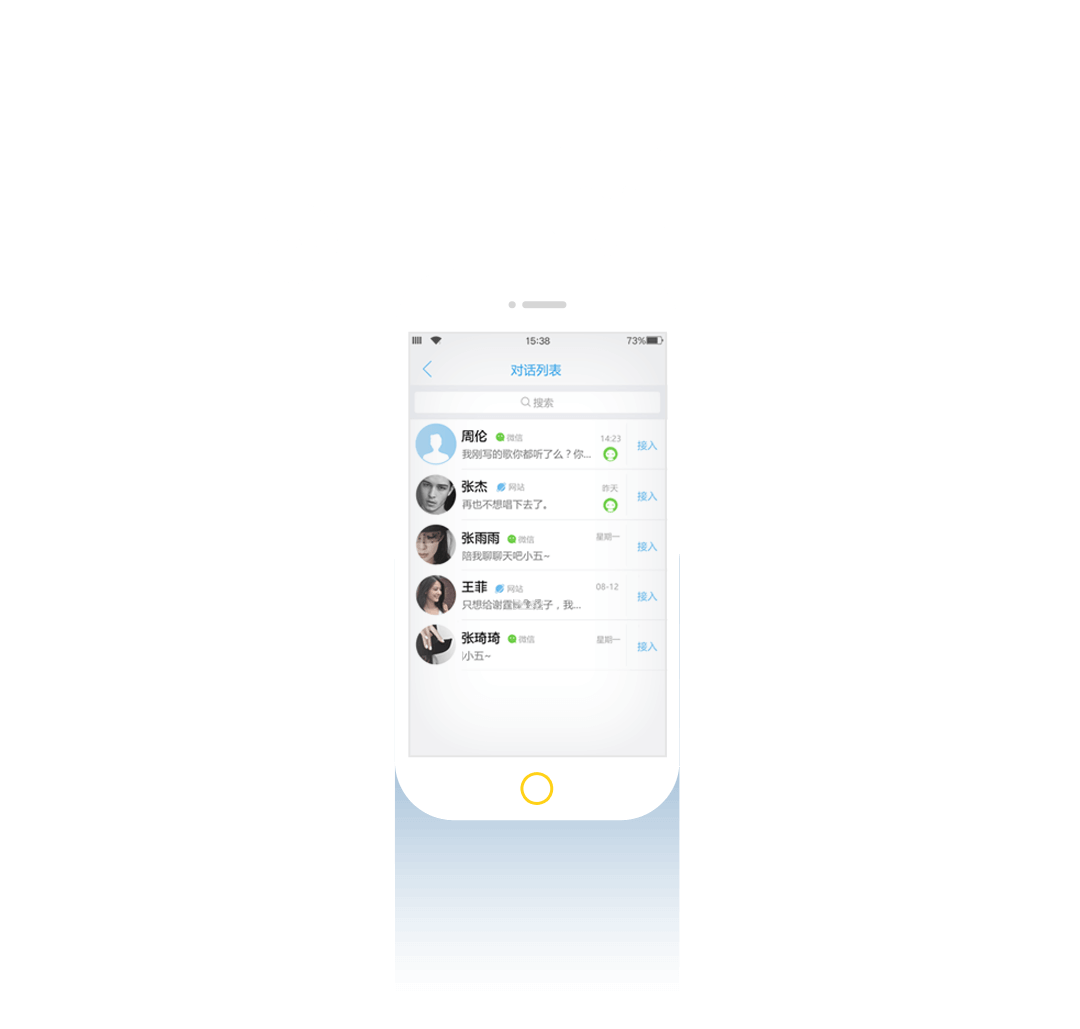 15:38 73%
对话列表
搜索
周伦 微信 14:23
我刚写的歌你都听了么？你... 接入
张杰 网站 昨天
再也不想唱下去了。 接入
张雨雨 微信 星期一
陪我聊聊天吧小五~ 接入
王菲 网站 08-12
只想给谢霆 子，我... 接入
张琦琦 微信 星期一
小五~ 接入